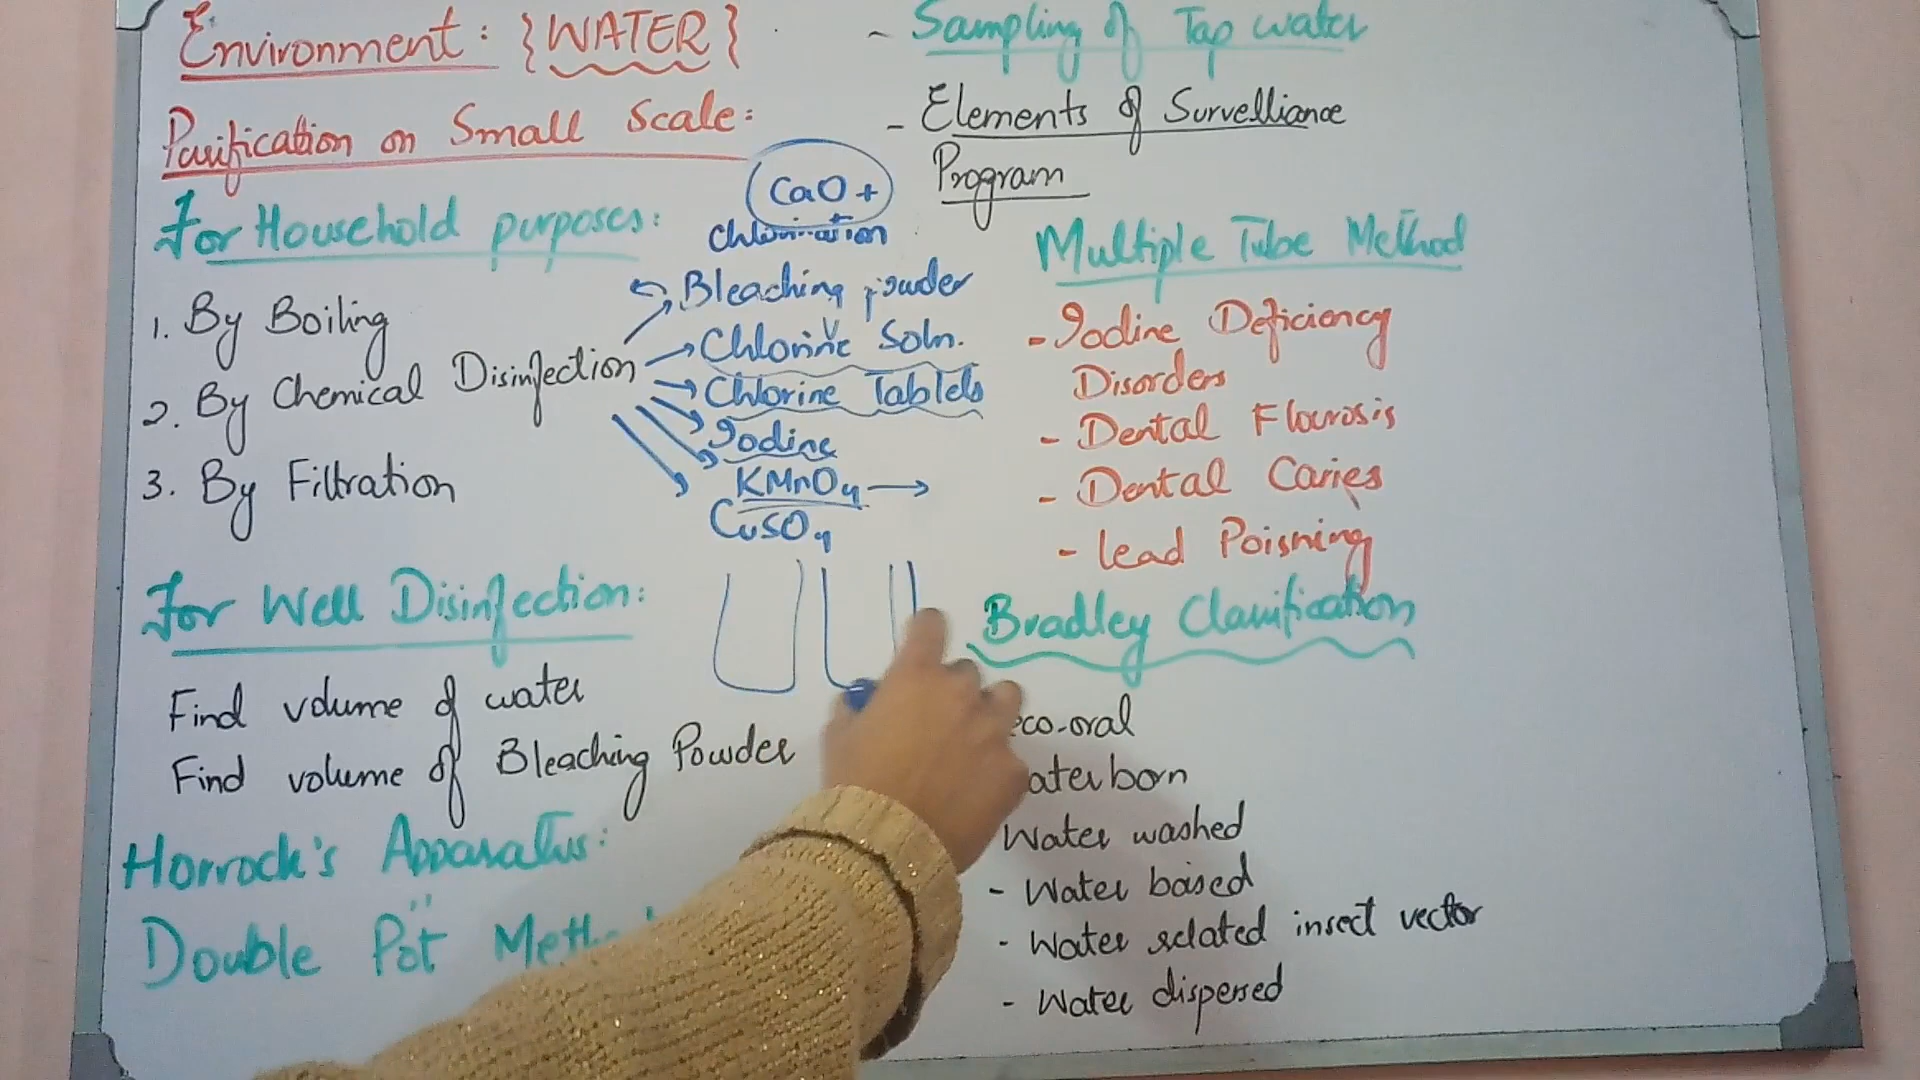 Environment: {WATER}
Purification on Small Scale:
For Household purposes:
1. By Boiling
2. By Chemical Disinfection
3. By Filtration
CaO +
chlorination
Bleaching powder
Chlorine Soln.
Chlorine Tablets
Iodine
KMnO4
CuSO4
For Well Disinfection:
Find volume of water
Find volume of Bleaching Powder
Horrock's Apparatus:
Double Pot
- Sampling of Tap water
- Elements of Survelliance
Program
Multiple Tube Method
- Iodine Deficiency
Disorders
- Dental Flourosis
- Dental Caries
- lead Poisning
Bradley Classification
eco-oral
aterborn
Water washed
- Water based
- Water related insect vector
- Water dispersed